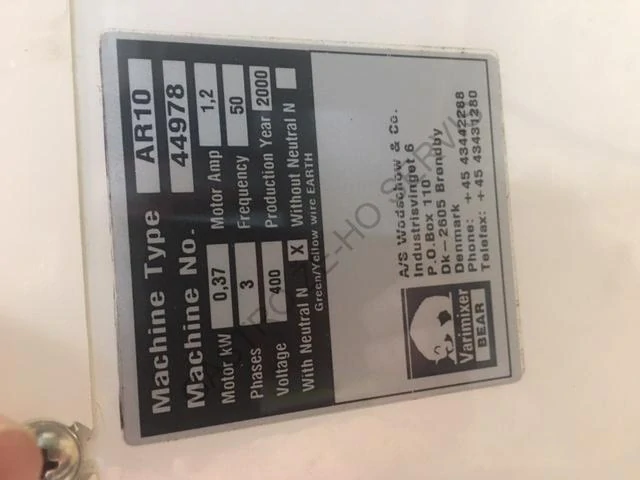 Machine Type AR10
Machine No. 44978
Motor kW 0,37 Motor Amp 1,2
Phases 3 Frequency 50
Voltage 400 Production Year 2000
With Neutral N X Without Neutral N
Green/Yellow wire EARTH
Varimixer
BEAR
A/S Wodschow & Co.
Industrisvinget 6
P.O.Box 110
DK-2605 Brøndby
Denmark
Phone: +45 43442288
Telefax: +45 43431280